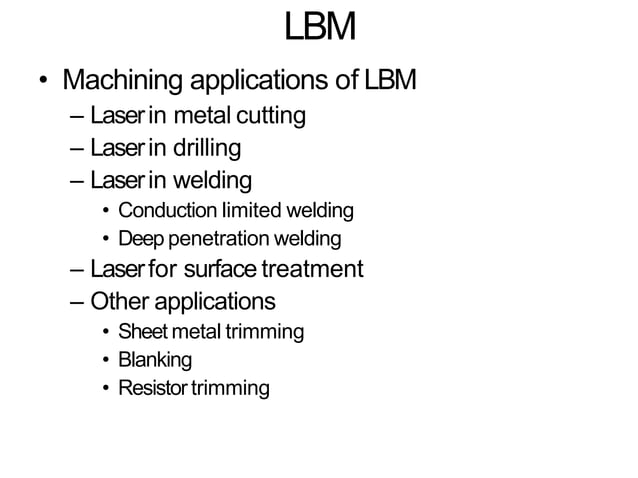 LBM
• Machining applications of LBM
– Laser in metal cutting
– Laser in drilling
– Laser in welding
• Conduction limited welding
• Deep penetration welding
– Laser for surface treatment
– Other applications
• Sheet metal trimming
• Blanking
• Resistor trimming